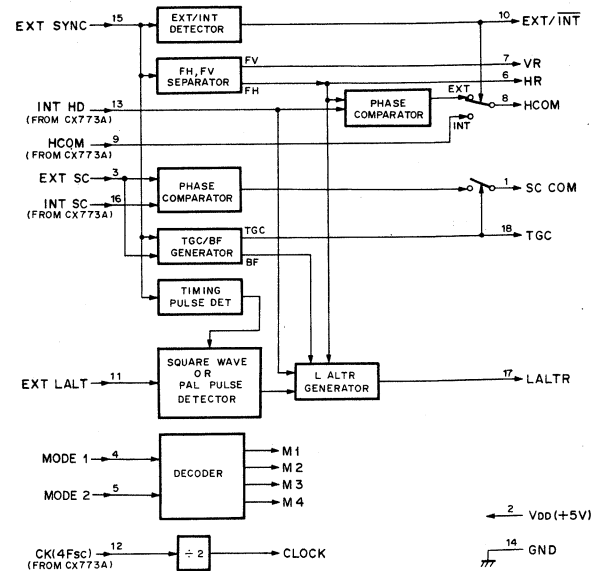 EXT SYNC
15
EXT/INT
DETECTOR
10
EXT/INT
FV
7
VR
FH, FV
SEPARATOR
FH
6
HR
EXT
INT HD
13
(FROM CX773A)
PHASE
COMPARATOR
8
HCOM
INT
HCOM
9
(FROM CX773A)
EXT SC
3
PHASE
COMPARATOR
1
SC COM
INT SC
16
(FROM CX773A)
TGC
18
TGC
TGC/BF
GENERATOR
BF
TIMING
PULSE DET
SQUARE WAVE
OR
PAL PULSE
DETECTOR
EXT LALT
11
L ALTR
GENERATOR
17
LALTR
MODE 1
4
DECODER
M1
M2
M3
M4
MODE 2
5
2
VDD (+5V)
CK(4FSC)
12
(FROM CX773A)
÷ 2
CLOCK
14
GND